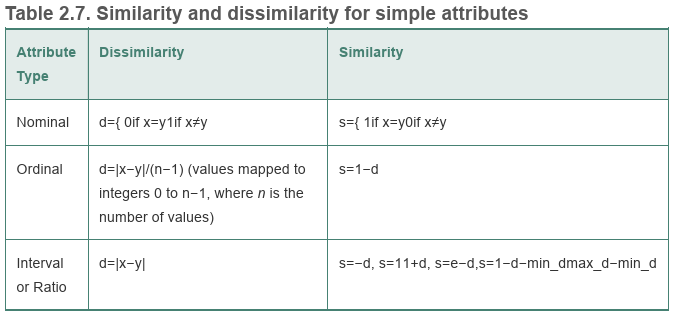 Table 2.7. Similarity and dissimilarity for simple attributes
Attribute
Type
Dissimilarity
Similarity
Nominal
d={ 0if x=y1if x≠y
s={ 1if x=y0if x≠y
Ordinal
d=|x−y|/(n−1) (values mapped to
integers 0 to n−1, where n is the
number of values)
s=1−d
Interval
or Ratio
d=|x−y|
s=−d, s=11+d, s=e−d,s=1−d−min_dmax_d−min_d